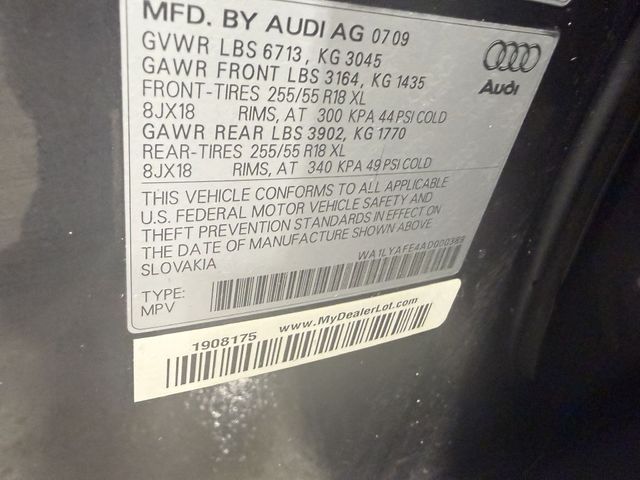 MFD. BY AUDI AG 07 09
GVWR LBS 6713, KG 3045
GAWR FRONT LBS 3164, KG 1435
FRONT-TIRES 255/55 R18 XL
8JX18 RIMS, AT 300 KPA 44 PSI COLD
GAWR REAR LBS 3902, KG 1770
REAR-TIRES 255/55 R18 XL
8JX18 RIMS, AT 340 KPA 49 PSI COLD
Audi
THIS VEHICLE CONFORMS TO ALL APPLICABLE
U.S. FEDERAL MOTOR VEHICLE SAFETY AND
THEFT PREVENTION STANDARDS IN EFFECT ON
THE DATE OF MANUFACTURE SHOWN ABOVE
SLOVAKIA
WA1LYAFE4AD000388
TYPE:
MPV
1908175 www.MyDealerLot.com